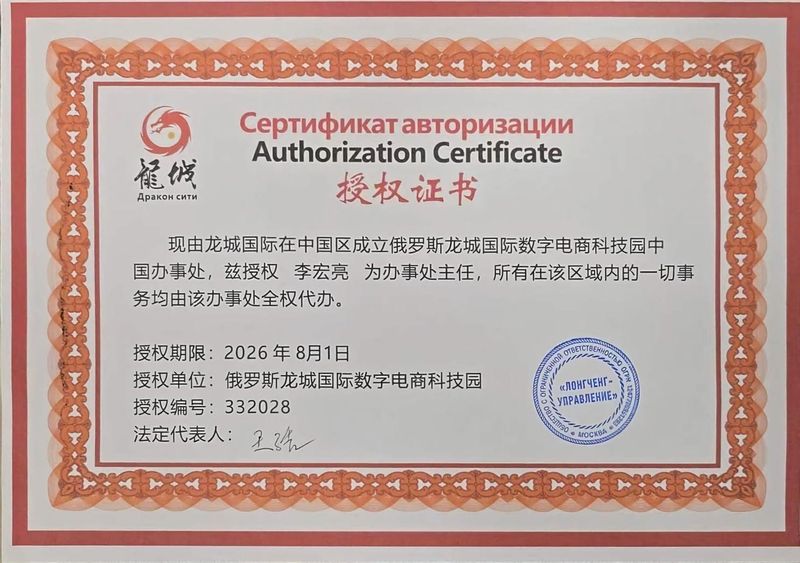 Сертификат авторизации
Authorization Certificate
授权证书
龍城
Дракон сити
现由龙城国际在中国区成立俄罗斯龙城国际数字电商科技园中
国办事处，兹授权 李宏亮 为办事处主任，所有在该区域内的一切事
务均由该办事处全权代办。
授权期限：2026 年 8月1日
授权单位：俄罗斯龙城国际数字电商科技园
授权编号：332028
法定代表人：
ОБЩЕСТВО С ОГРАНИЧЕННОЙ ОТВЕТСТВЕННОСТЬЮ ОГРН
«ЛОНГЧЕНГ-
УПРАВЛЕНИЕ»
МОСКВА